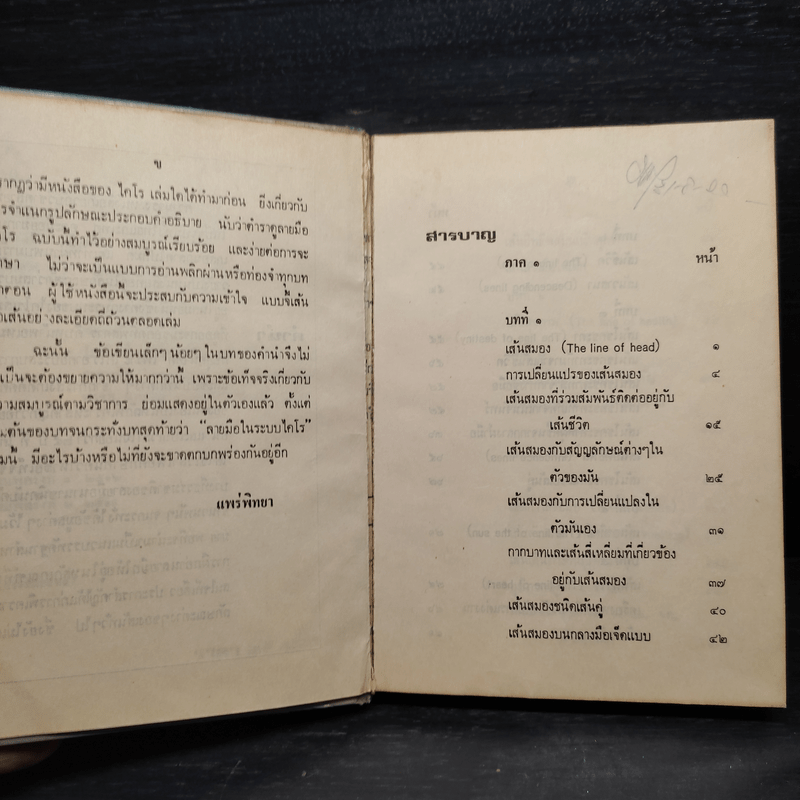 ข
ว่ามีหนังสือของ ไคโร เล่มใดได้ทำมาก่อน ยิ่งเกี่ยวกับ
รจำแนกรูปลักษณะประกอบคำอธิบาย นับว่าตำราดูลายมือ
โร ฉบับนี้ทำไว้อย่างสมบูรณ์เรียบร้อย และง่ายต่อการจะ
ษา ไม่ว่าจะเป็นแบบการอ่านพลิกผ่านหรือท่องจำทุกบท
ตอน ผู้ใช้หนังสือนี้จะประสบกับความเข้าใจ แบบจี้เส้น
อเส้นอย่างละเอียดถี่ถ้วนตลอดเล่ม
ฉะนั้น ข้อเขียนเล็กๆ น้อยๆ ในบทของคำนำจึงไม่
เป็นจะต้องขยายความให้มากกว่านี้ เพราะข้อเท็จจริงเกี่ยวกับ
วามสมบูรณ์ตามวิชาการ ย่อมแสดงอยู่ในตัวเองแล้ว ตั้งแต่
มต้นของบทจนกระทั่งบทสุดท้ายว่า “ลายมือในระบบไคโร”
มนี้ มีอะไรบ้างหรือไม่ที่ยังจะขาดตกบกพร่องกันอยู่อีก
แพร่พิทยา
สารบาญ
ภาค ๑ หน้า
บทที่ ๑
เส้นสมอง (The line of head) ๑
การเปลี่ยนแปรของเส้นสมอง ๔
เส้นสมองที่ร่วมสัมพันธ์ติดต่ออยู่กับ
เส้นชีวิต ๑๕
เส้นสมองกับสัญญลักษณ์ต่างๆใน
ตัวของมัน ๒๕
เส้นสมองกับการเปลี่ยนแปลงใน
ตัวมันเอง ๓๑
กากบาทและเส้นสี่เหลี่ยมที่เกี่ยวข้อง
อยู่กับเส้นสมอง ๓๗
เส้นสมองชนิดเส้นคู่ ๔๐
เส้นสมองบนกลางมือเจ็ดแบบ ๔๒